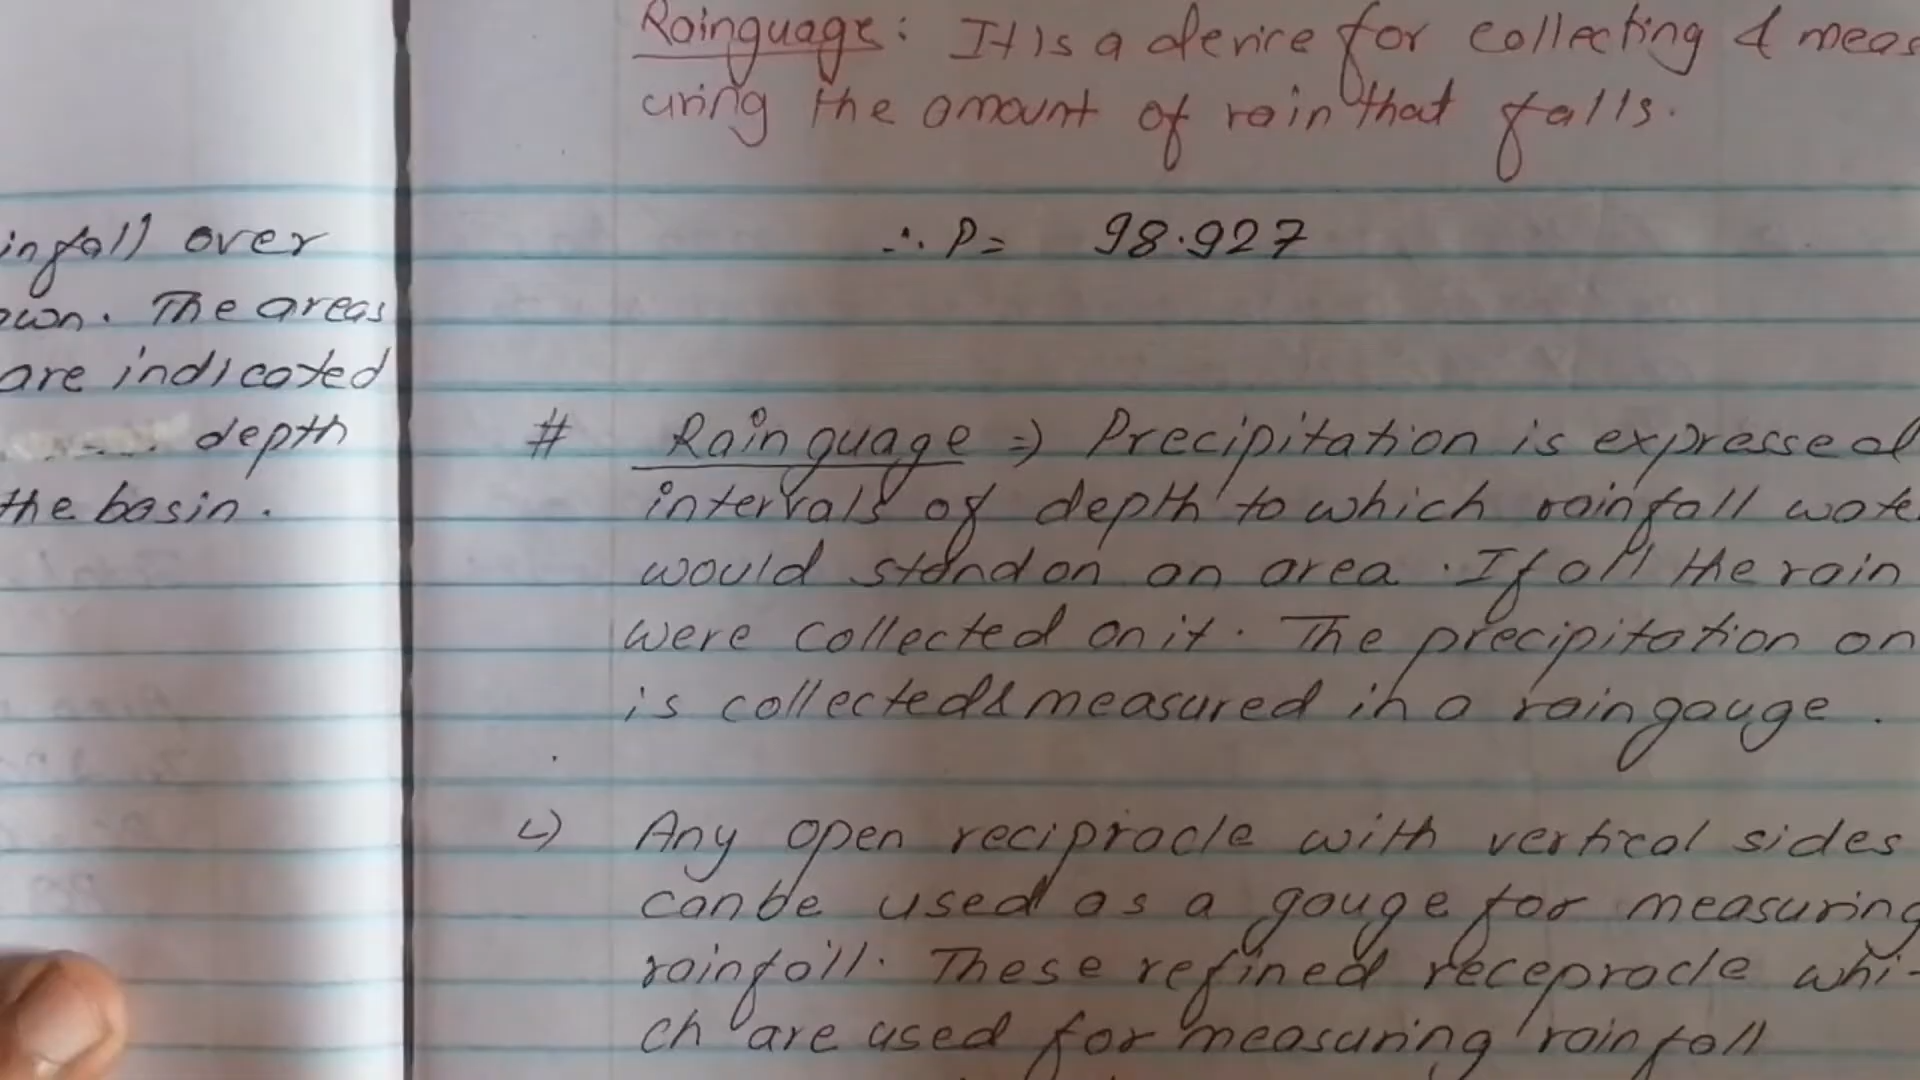 Rainguage: It is a device for collecting & meas
uring the amount of rain that falls.
infall over
own. The areas
are indicated
depth
the basin.
∴ P= 98.927
# Rainguage ⇒ Precipitation is expressed
intervals of depth to which rainfall wate
would stand on an area. If all the rain
were collected on it. The precipitation on
is collected & measured in a raingauge.
↳ Any open reciprocle with vertical sides
can be used as a gauge for measuring
rainfall. These refined receprocle whi-
ch are used for measuring rainfall